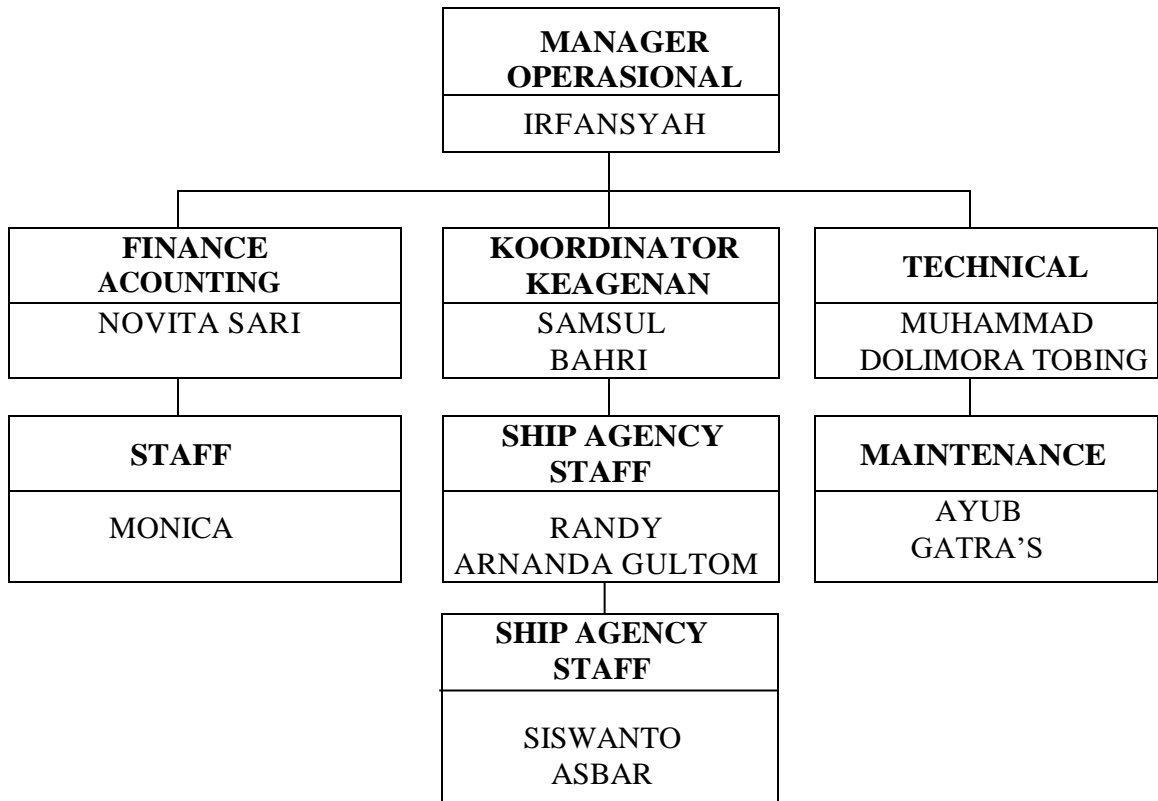 MANAGER
OPERASIONAL
IRFANSYAH
FINANCE
ACOUNTING
NOVITA SARI
KOORDINATOR
KEAGENAN
SAMSUL
BAHRI
TECHNICAL
MUHAMMAD
DOLIMORA TOBING
STAFF
MONICA
SHIP AGENCY
STAFF
RANDY
ARNANDA GULTOM
MAINTENANCE
AYUB
GATRA’S
SHIP AGENCY
STAFF
SISWANTO
ASBAR